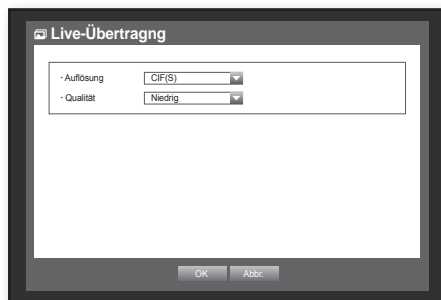 Live-Übertragng
· Auflösung CIF(S)
· Qualität Niedrig
OK Abbr.